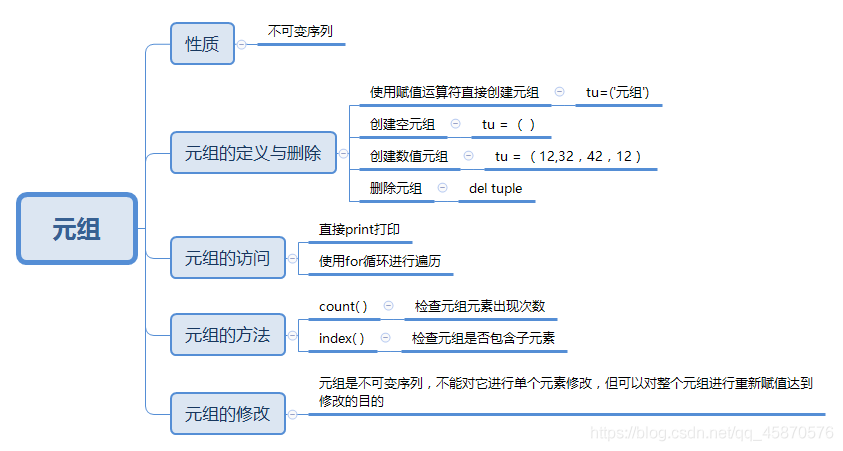 元组
性质
不可变序列
元组的定义与删除
使用赋值运算符直接创建元组
tu=('元组')
创建空元组
tu = （ ）
创建数值元组
tu = （12,32，42，12）
删除元组
del tuple
元组的访问
直接print打印
使用for循环进行遍历
元组的方法
count( )
检查元组元素出现次数
index( )
检查元组是否包含子元素
元组的修改
元组是不可变序列，不能对它进行单个元素修改，但可以对整个元组进行重新赋值达到
修改的目的
https://blog.csdn.net/qq_45870576